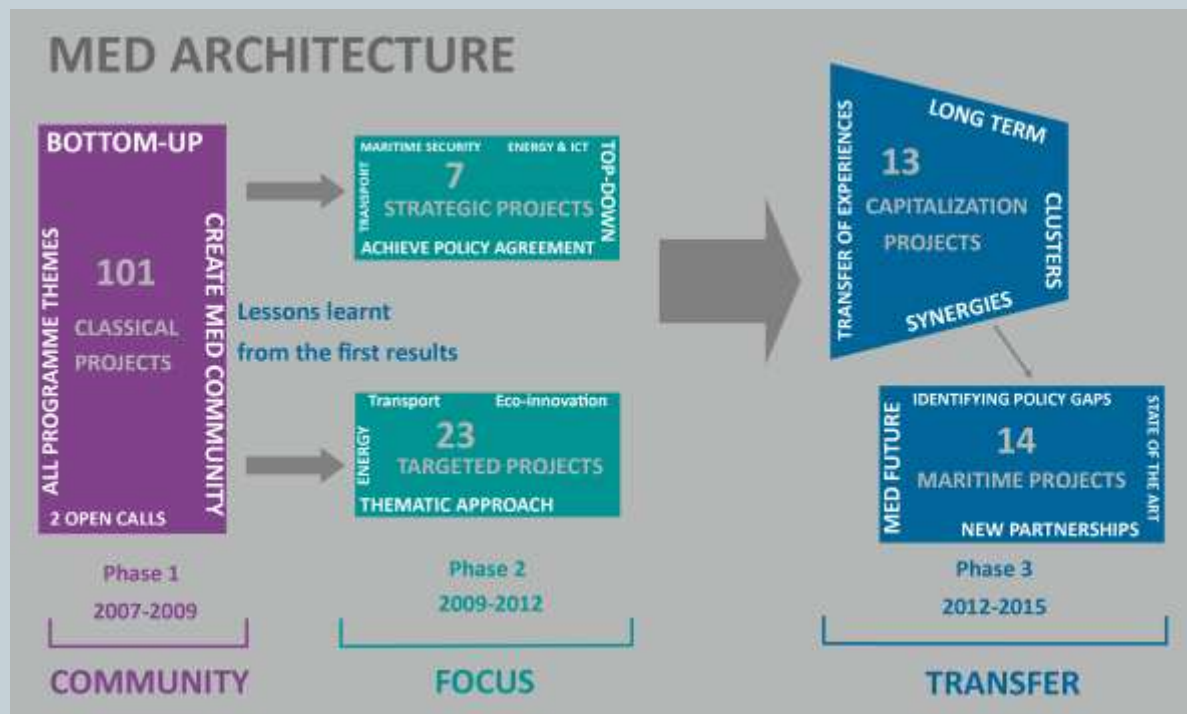 MED ARCHITECTURE
BOTTOM-UP
ALL PROGRAMME THEMES
101
CLASSICAL
PROJECTS
CREATE MED COMMUNITY
2 OPEN CALLS
MARITIME SECURITY
ENERGY & ICT
TRANSPORT
7
STRATEGIC PROJECTS
TOP-DOWN
ACHIEVE POLICY AGREEMENT
Lessons learnt
from the first results
Transport
Eco-innovation
ENERGY
23
TARGETED PROJECTS
THEMATIC APPROACH
TRANSFER OF EXPERIENCES
LONG TERM
13
CAPITALIZATION
PROJECTS
CLUSTERS
SYNERGIES
IDENTIFYING POLICY GAPS
MED FUTURE
14
MARITIME PROJECTS
STATE OF THE ART
NEW PARTNERSHIPS
Phase 1
2007-2009
COMMUNITY
Phase 2
2009-2012
FOCUS
Phase 3
2012-2015
TRANSFER